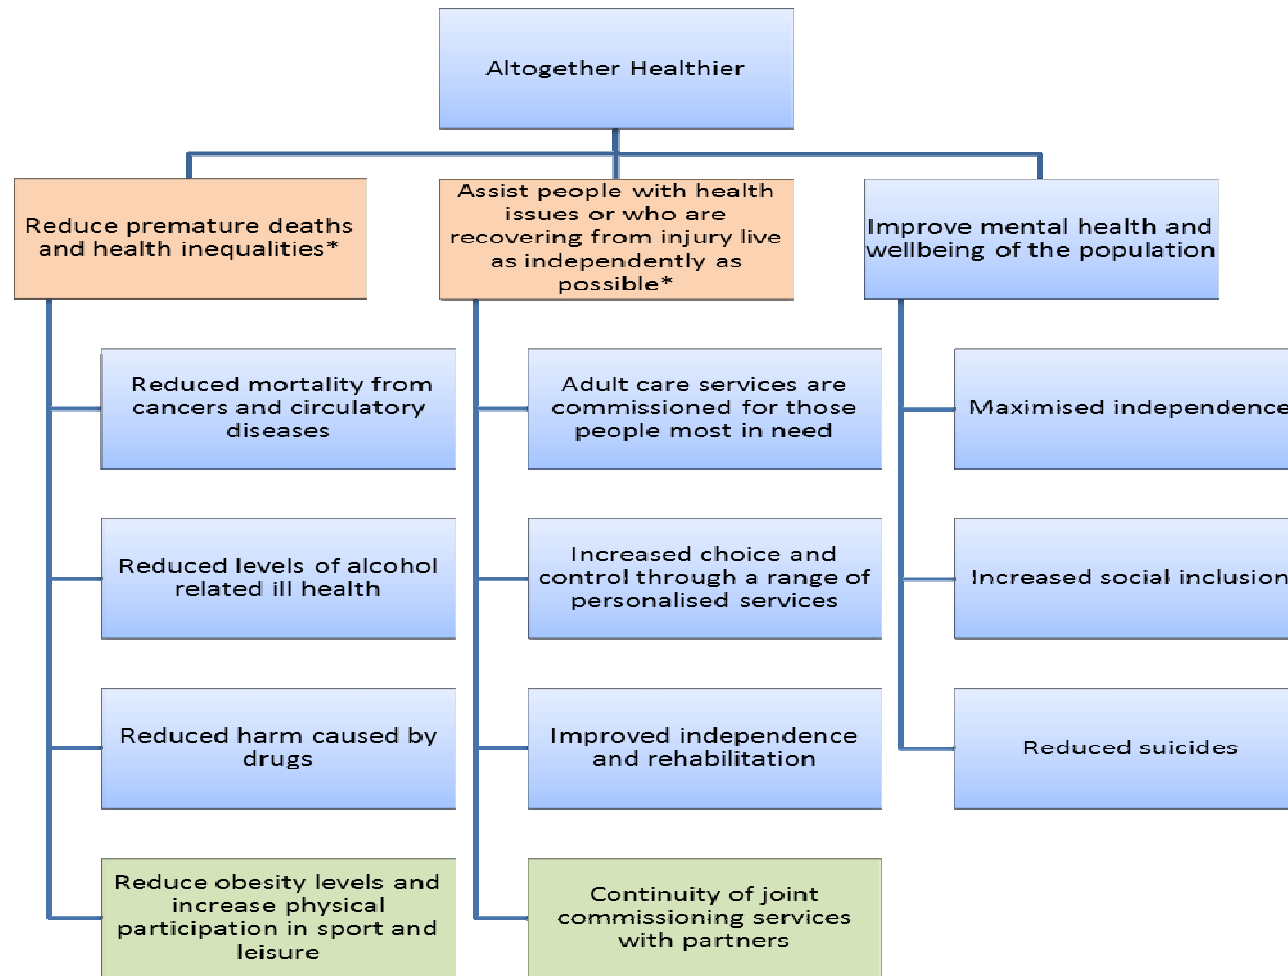 Altogether Healthier
Reduce premature deaths
and health inequalities*
Assist people with health
issues or who are
recovering from injury live
as independently as
possible*
Improve mental health and
wellbeing of the population
Reduced mortality from
cancers and circulatory
diseases
Adult care services are
commissioned for those
people most in need
Maximised independence
Reduced levels of alcohol
related ill health
Increased choice and
control through a range of
personalised services
Increased social inclusion
Reduced harm caused by
drugs
Improved independence
and rehabilitation
Reduced suicides
Reduce obesity levels and
increase physical
participation in sport and
leisure
Continuity of joint
commissioning services
with partners